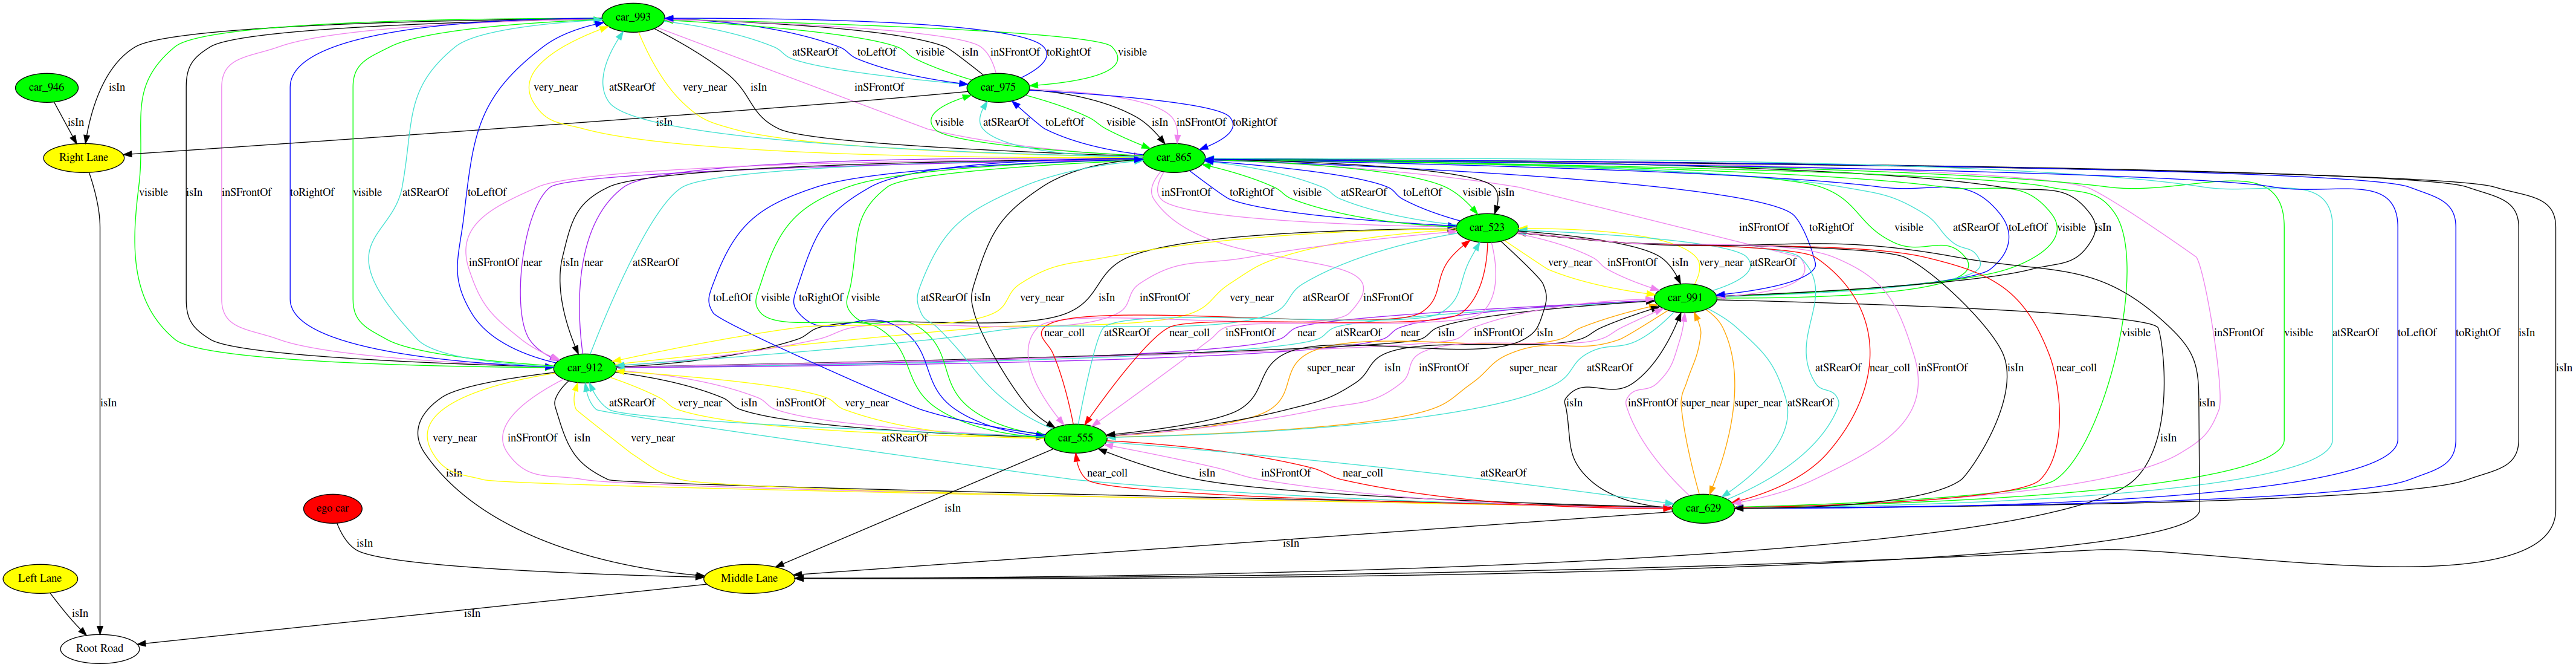 car_993
isIn
atSRearOf
toLeftOf
visible
isIn
inSFrontOf
toRightOf
visible
car_946
very_near
atSRearOf
very_near
isIn
inSFrontOf
car_975
isIn
isIn
visible
atSRearOf
toLeftOf
visible
isIn
inSFrontOf
toRightOf
Right Lane
car_865
visible
isIn
inSFrontOf
toRightOf
visible
atSRearOf
toLeftOf
inSFrontOf
toRightOf
visible
atSRearOf
toLeftOf
visible
isIn
car_523
inSFrontOf
toRightOf
visible
atSRearOf
toLeftOf
visible
isIn
inSFrontOf
near
isIn
near
atSRearOf
very_near
inSFrontOf
isIn
very_near
atSRearOf
toLeftOf
visible
toRightOf
visible
atSRearOf
isIn
very_near
isIn
inSFrontOf
very_near
atSRearOf
inSFrontOf
car_991
near_coll
atSRearOf
near_coll
inSFrontOf
near
atSRearOf
near
isIn
inSFrontOf
isIn
visible
inSFrontOf
visible
atSRearOf
toLeftOf
toRightOf
isIn
car_912
super_near
isIn
inSFrontOf
super_near
atSRearOf
atSRearOf
near_coll
inSFrontOf
isIn
near_coll
isIn
isIn
atSRearOf
very_near
isIn
inSFrontOf
very_near
isIn
inSFrontOf
super_near
super_near
atSRearOf
isIn
very_near
inSFrontOf
isIn
very_near
atSRearOf
car_555
isIn
isIn
near_coll
isIn
inSFrontOf
near_coll
atSRearOf
ego car
isIn
car_629
isIn
isIn
Left Lane
Middle Lane
isIn
isIn
Root Road